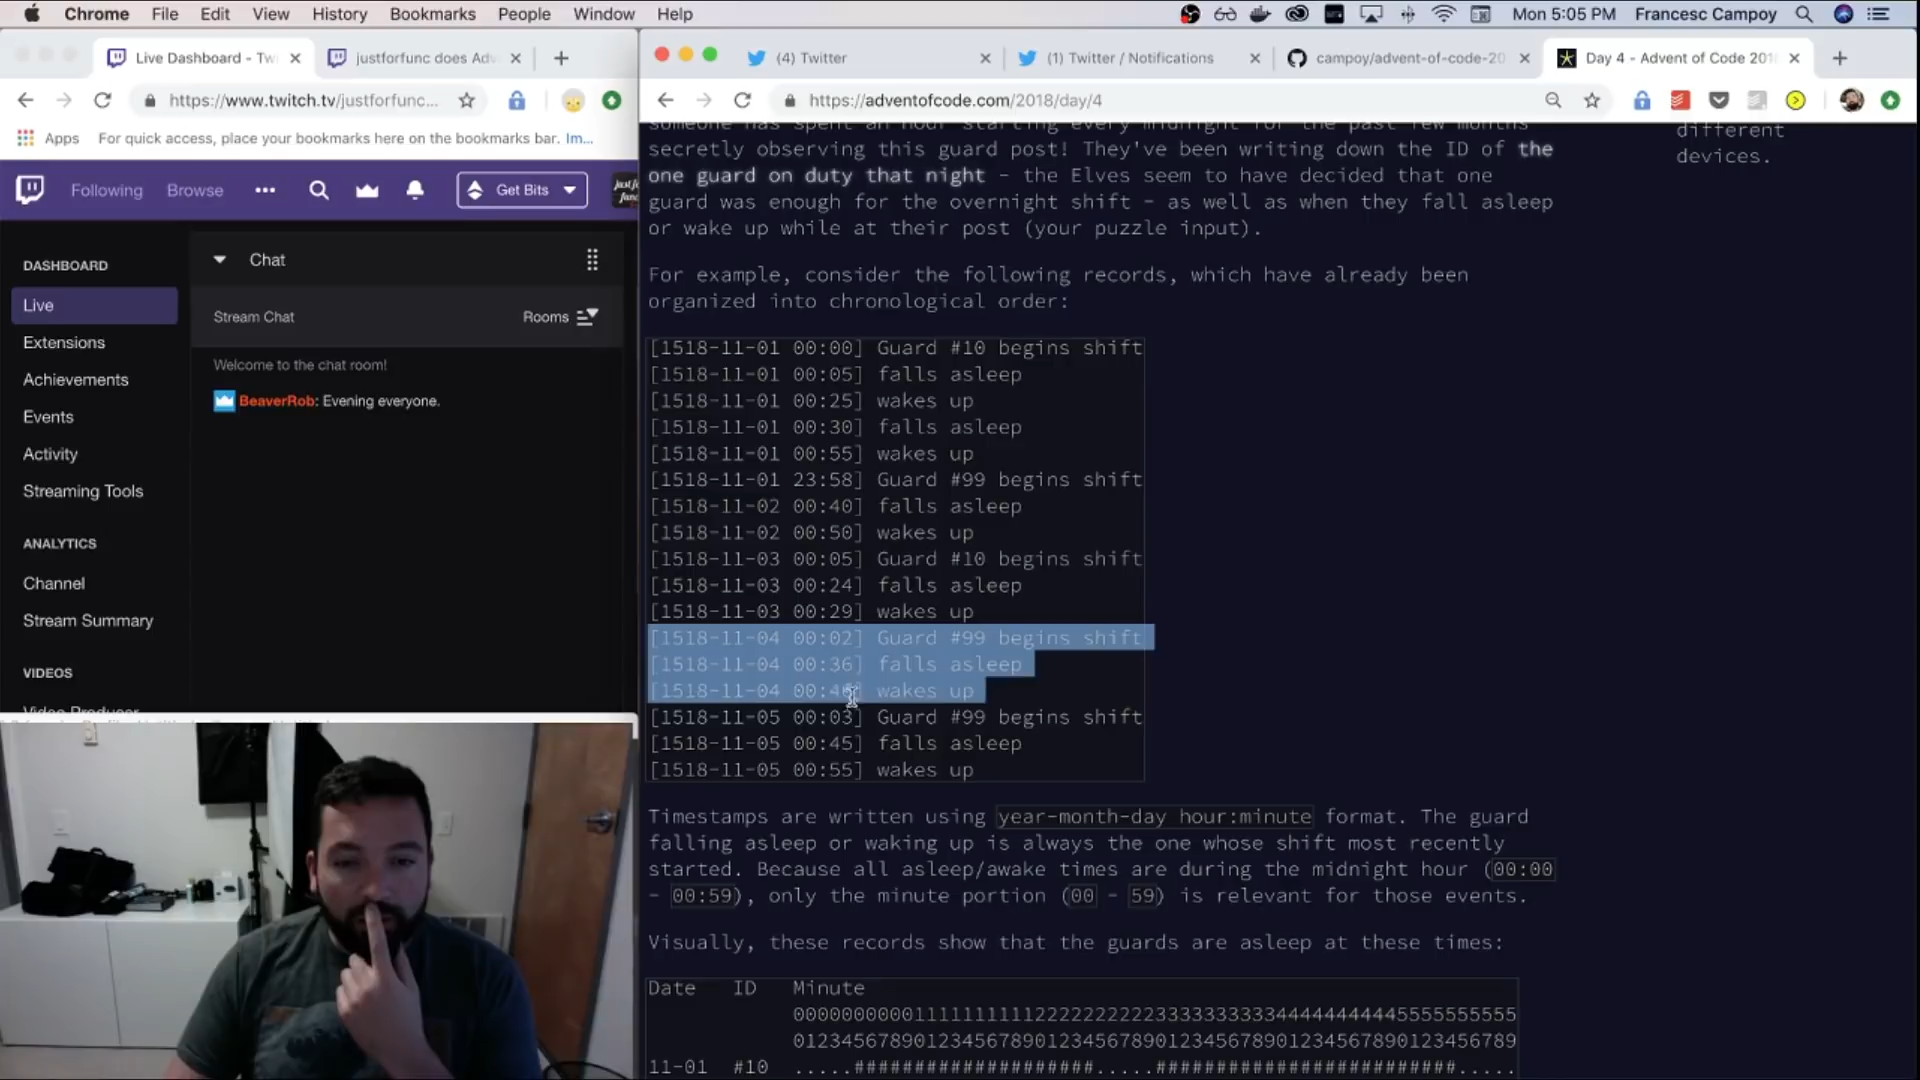 Chrome File Edit View History Bookmarks People Window Help
Mon 5:05 PM Francesc Campoy
Live Dashboard - Twi
justforfunc does Adv
https://www.twitch.tv/justforfunc...
Apps For quick access, place your bookmarks here on the bookmarks bar. Im...
Following Browse ••• Get Bits
DASHBOARD
Live
Extensions
Achievements
Events
Activity
Streaming Tools
ANALYTICS
Channel
Stream Summary
VIDEOS
Chat
Stream Chat Rooms
Welcome to the chat room!
BeaverRob: Evening everyone.
(4) Twitter
(1) Twitter / Notifications
campoy/advent-of-code-20
Day 4 - Advent of Code 201
https://adventofcode.com/2018/day/4
someone has spent an hour starting every midnight for the past few months
secretly observing this guard post! They've been writing down the ID of the
one guard on duty that night - the Elves seem to have decided that one
guard was enough for the overnight shift - as well as when they fall asleep
or wake up while at their post (your puzzle input).
For example, consider the following records, which have already been
organized into chronological order:
[1518-11-01 00:00] Guard #10 begins shift
[1518-11-01 00:05] falls asleep
[1518-11-01 00:25] wakes up
[1518-11-01 00:30] falls asleep
[1518-11-01 00:55] wakes up
[1518-11-01 23:58] Guard #99 begins shift
[1518-11-02 00:40] falls asleep
[1518-11-02 00:50] wakes up
[1518-11-03 00:05] Guard #10 begins shift
[1518-11-03 00:24] falls asleep
[1518-11-03 00:29] wakes up
[1518-11-04 00:02] Guard #99 begins shift
[1518-11-04 00:36] falls asleep
[1518-11-04 wakes up
[1518-11-05 00:03] Guard #99 begins shift
[1518-11-05 00:45] falls asleep
[1518-11-05 00:55] wakes up
Timestamps are written using year-month-day hour:minute format. The guard
falling asleep or waking up is always the one whose shift most recently
started. Because all asleep/awake times are during the midnight hour (00:00
- 00:59), only the minute portion (00 - 59) is relevant for those events.
Visually, these records show that the guards are asleep at these times:
Date ID Minute
000000000011111111112222222222333333333344444444445555555555
012345678901234567890123456789012345678901234567890123456789
11-01 #10 .....####################.....#########################.....
different
devices.